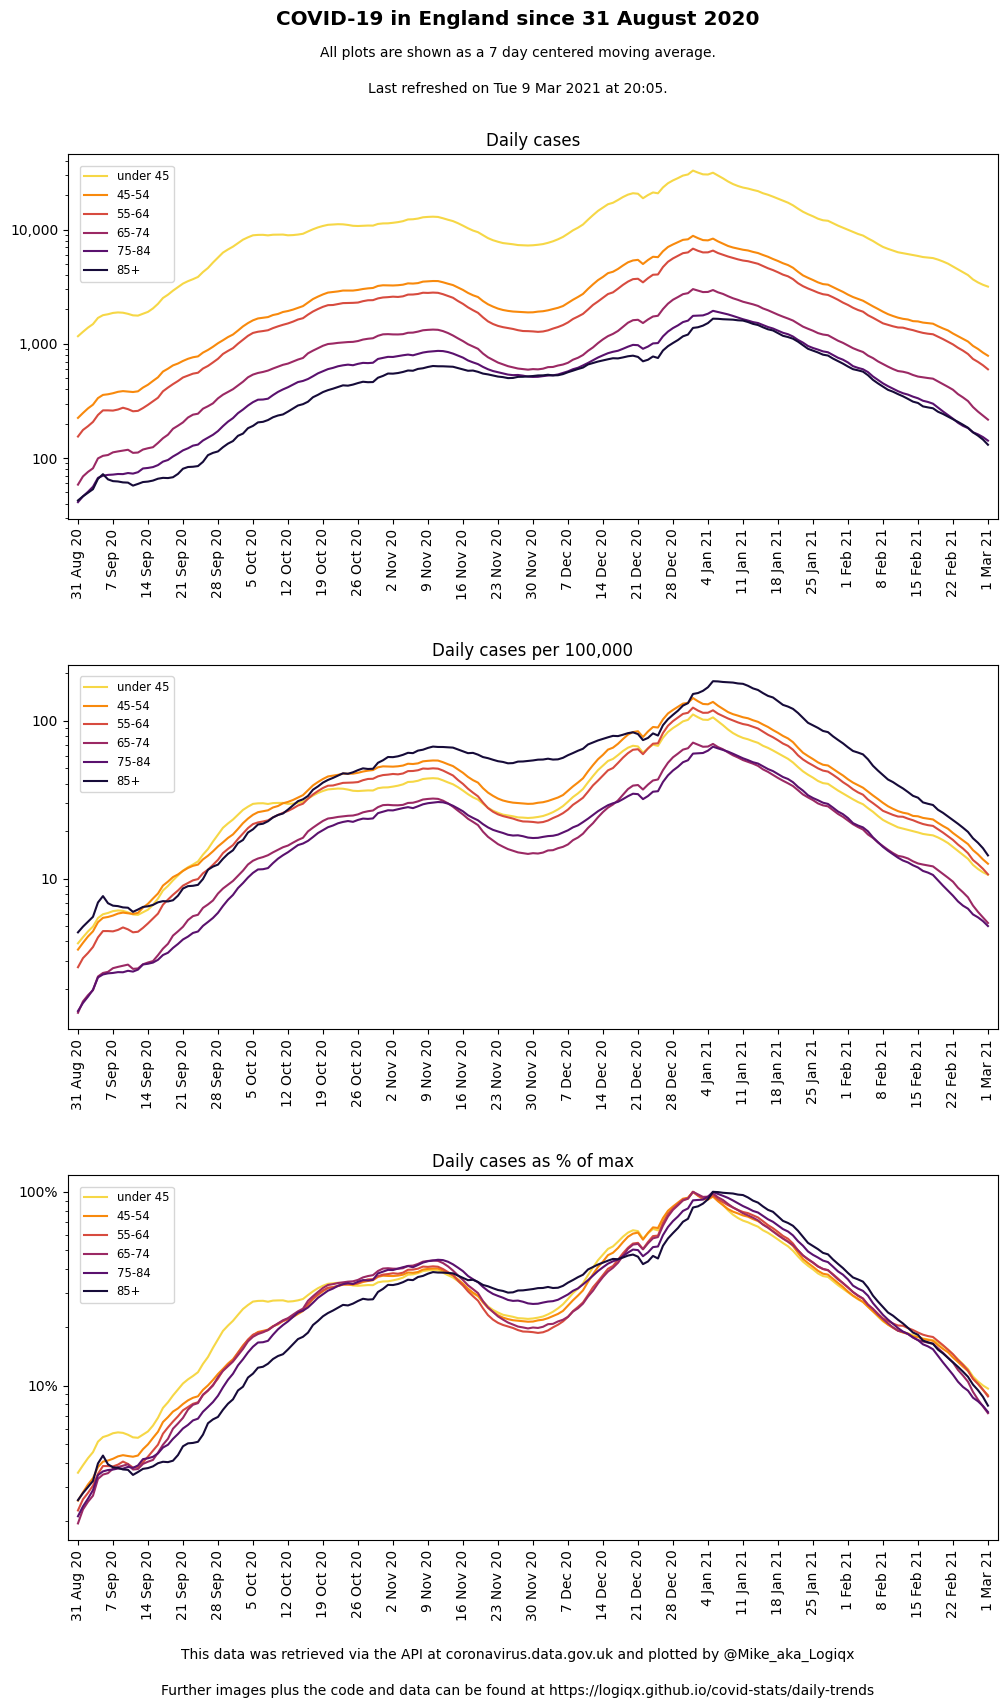 COVID-19 in England since 31 August 2020
All plots are shown as a 7 day centered moving average.
Last refreshed on Tue 9 Mar 2021 at 20:05.
Daily cases
under 45
45-54
55-64
65-74
75-84
85+
10,000
1,000
100
31 Aug 20
7 Sep 20
14 Sep 20
21 Sep 20
28 Sep 20
5 Oct 20
12 Oct 20
19 Oct 20
26 Oct 20
2 Nov 20
9 Nov 20
16 Nov 20
23 Nov 20
30 Nov 20
7 Dec 20
14 Dec 20
21 Dec 20
28 Dec 20
4 Jan 21
11 Jan 21
18 Jan 21
25 Jan 21
1 Feb 21
8 Feb 21
15 Feb 21
22 Feb 21
1 Mar 21
Daily cases per 100,000
under 45
45-54
55-64
65-74
75-84
85+
100
10
31 Aug 20
7 Sep 20
14 Sep 20
21 Sep 20
28 Sep 20
5 Oct 20
12 Oct 20
19 Oct 20
26 Oct 20
2 Nov 20
9 Nov 20
16 Nov 20
23 Nov 20
30 Nov 20
7 Dec 20
14 Dec 20
21 Dec 20
28 Dec 20
4 Jan 21
11 Jan 21
18 Jan 21
25 Jan 21
1 Feb 21
8 Feb 21
15 Feb 21
22 Feb 21
1 Mar 21
Daily cases as % of max
under 45
45-54
55-64
65-74
75-84
85+
100%
10%
31 Aug 20
7 Sep 20
14 Sep 20
21 Sep 20
28 Sep 20
5 Oct 20
12 Oct 20
19 Oct 20
26 Oct 20
2 Nov 20
9 Nov 20
16 Nov 20
23 Nov 20
30 Nov 20
7 Dec 20
14 Dec 20
21 Dec 20
28 Dec 20
4 Jan 21
11 Jan 21
18 Jan 21
25 Jan 21
1 Feb 21
8 Feb 21
15 Feb 21
22 Feb 21
1 Mar 21
This data was retrieved via the API at coronavirus.data.gov.uk and plotted by @Mike_aka_Logiqx
Further images plus the code and data can be found at https://logiqx.github.io/covid-stats/daily-trends